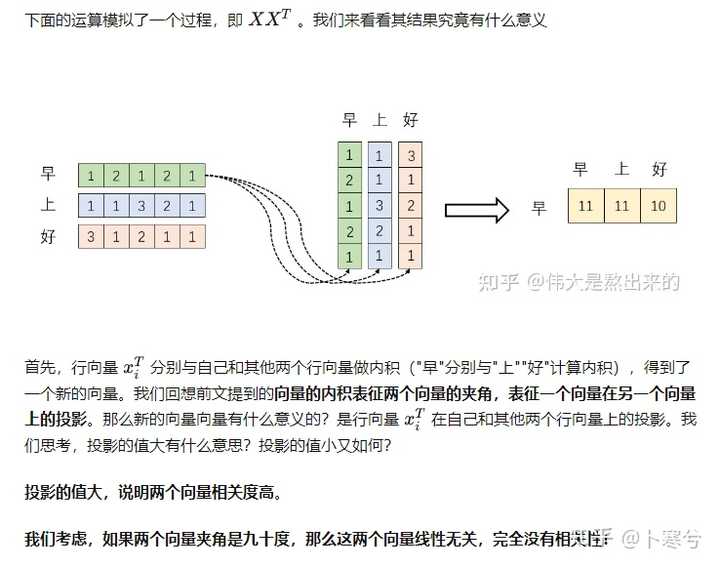 下面的运算模拟了一个过程，即 XXᵀ 。我们来看看其结果究竟有什么意义
早 上 好
早 1 2 1 2 1
上 1 1 3 2 1
好 3 1 2 1 1
1 1 3
2 1 1
1 3 2
2 2 1
1 1 1
早 上 好
早 11 11 10
知乎 @伟大是熬出来的
首先，行向量 xᵢᵀ 分别与自己和其他两个行向量做内积（"早"分别与"上""好"计算内积），得到了
一个新的向量。我们回想前文提到的向量的内积表征两个向量的夹角，表征一个向量在另一个向量
上的投影。那么新的向量向量有什么意义的？是行向量 xᵢᵀ 在自己和其他两个行向量上的投影。我
们思考，投影的值大有什么意思？投影的值小又如何？
投影的值大，说明两个向量相关度高。
我们考虑，如果两个向量夹角是九十度，那么这两个向量线性无关，完全没有相关性！
知乎 @卜寒兮